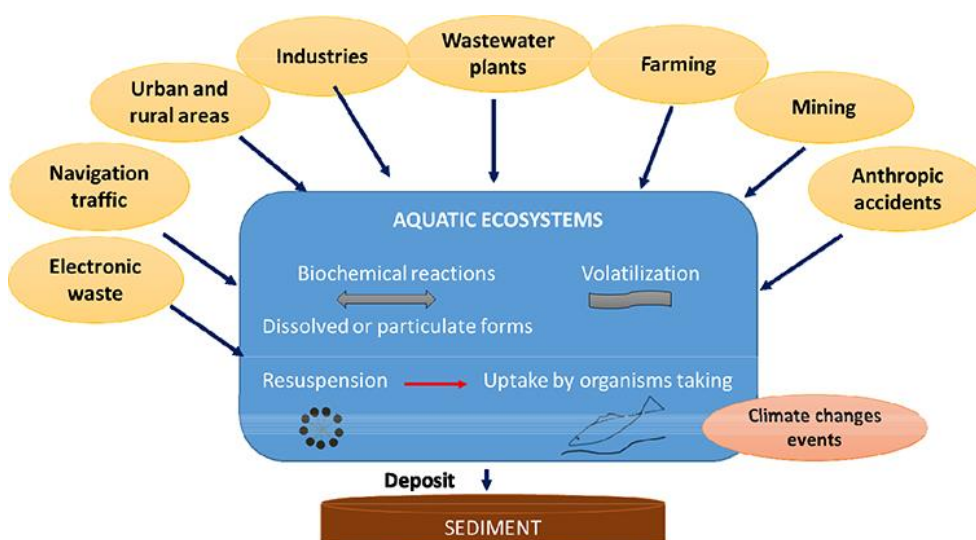 Industries
Wastewater
plants
Farming
Urban and
rural areas
Mining
Navigation
traffic
Anthropic
accidents
Electronic
waste
AQUATIC ECOSYSTEMS
Biochemical reactions
Volatilization
Dissolved or particulate forms
Resuspension
Uptake by organisms taking
Climate changes
events
Deposit
SEDIMENT